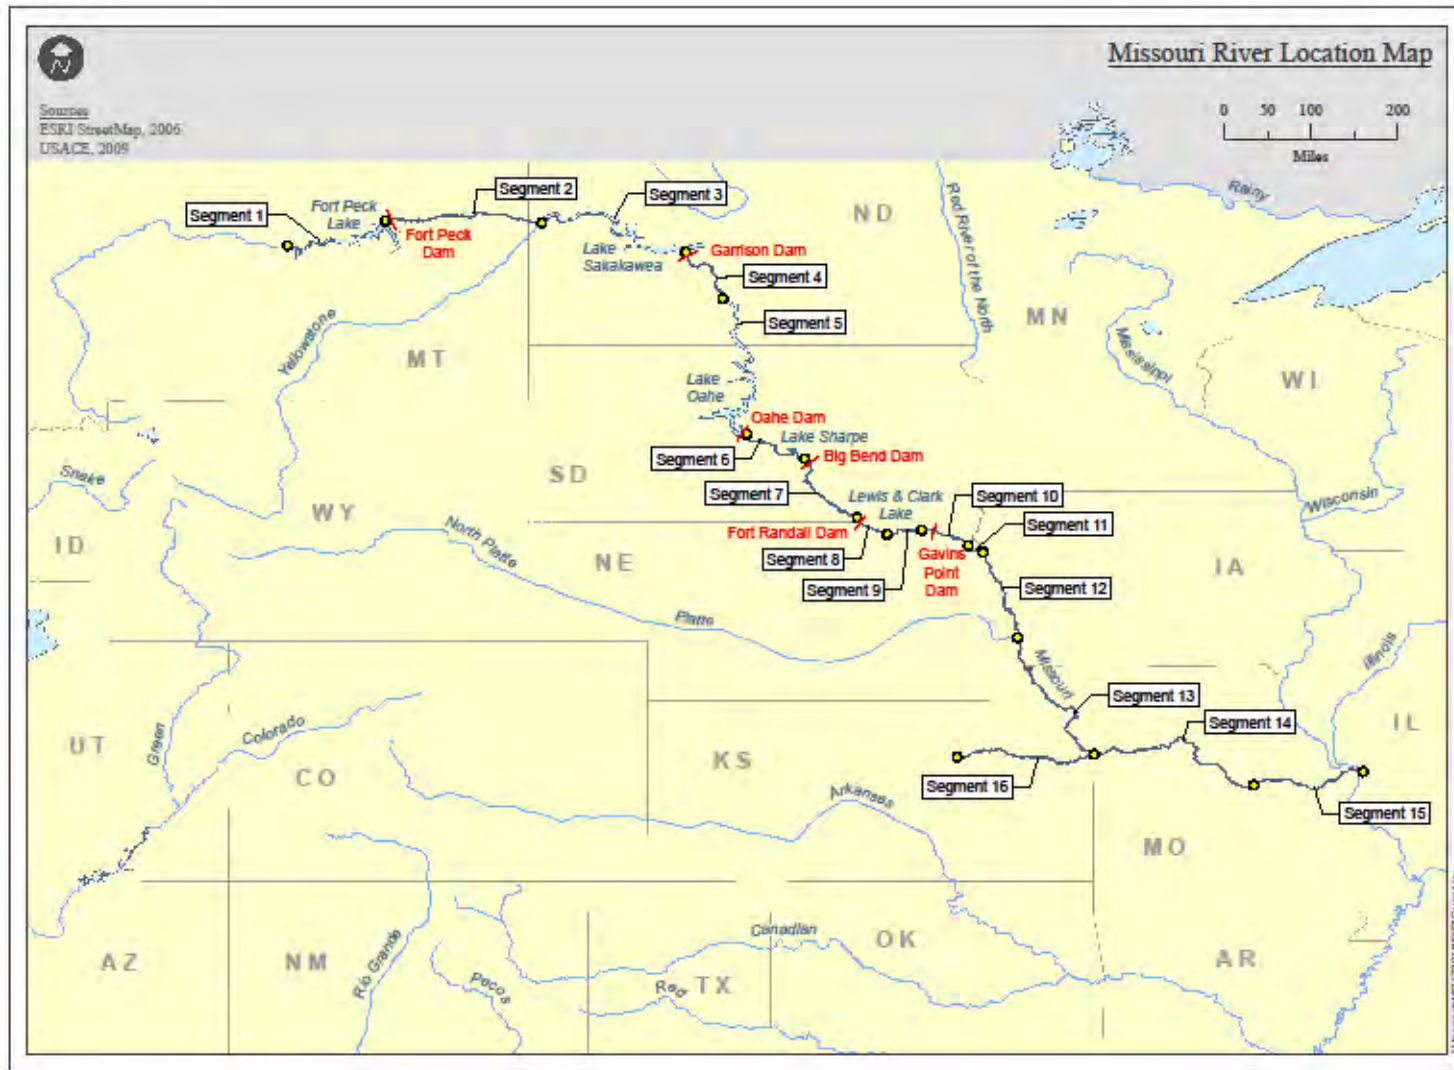 Missouri River Location Map
N
Sources
ESRI StreetMap, 2006
USACE, 2009
0 50 100 200
Miles
Rainy
Segment 1
Fort Peck
Lake
Fort Peck
Dam
Segment 2
Segment 3
Lake
Sakakawea
Garrison Dam
Segment 4
Segment 5
ND
Red River of the North
MN
Mississippi
WI
Wisconsin
Yellowstone
MT
Lake
Oahe
Oahe Dam
Lake Sharpe
Big Bend Dam
Segment 6
Segment 7
SD
Snake
WY
ID
North Platte
NE
Fort Randall Dam
Lewis & Clark
Lake
Segment 8
Segment 9
Gavins
Point
Dam
Segment 10
Segment 11
Segment 12
IA
Platte
Missouri
Illinois
IL
Segment 13
Segment 14
Segment 15
Segment 16
UT
Green
Colorado
CO
KS
Arkansas
MO
AZ
NM
Rio Grande
Pecos
Canadian
Red
TX
OK
AR